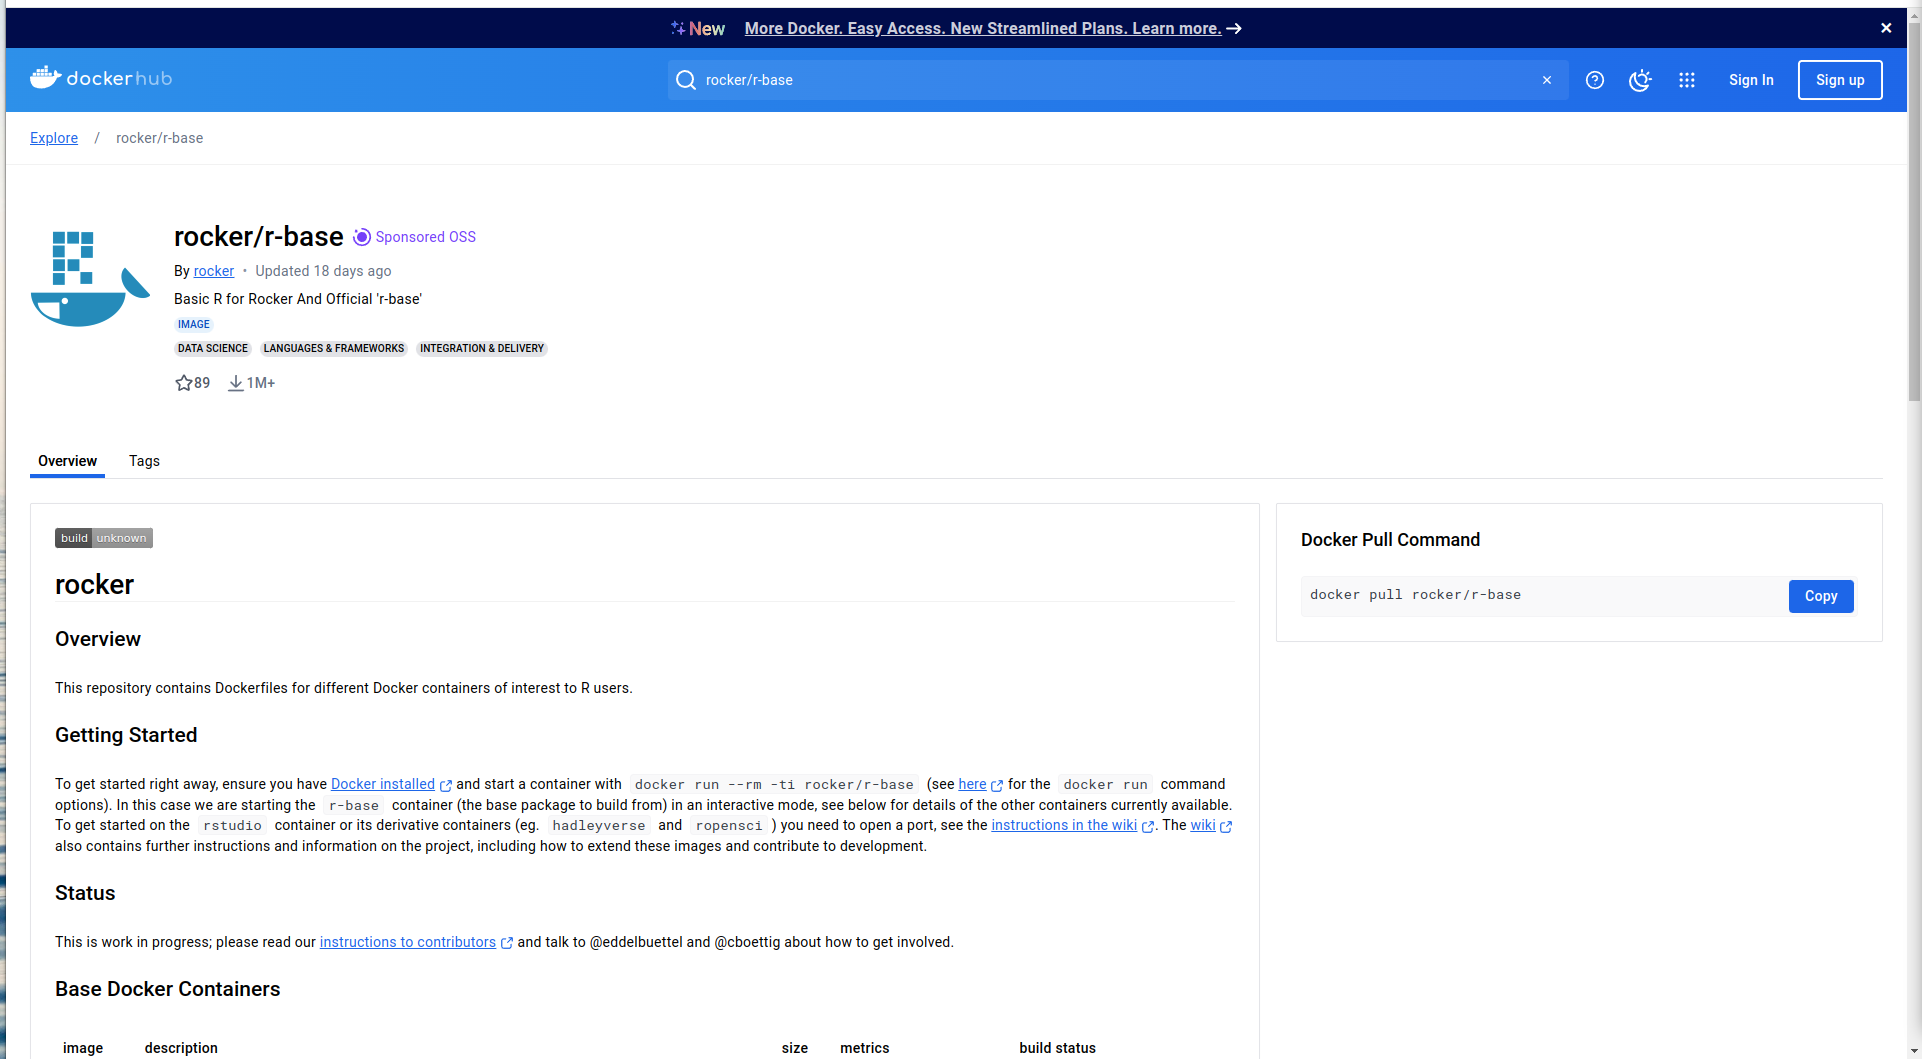 New More Docker. Easy Access. New Streamlined Plans. Learn more.
dockerhub rocker/r-base Sign In Sign up
Explore / rocker/r-base
rocker/r-base Sponsored OSS
By rocker • Updated 18 days ago
Basic R for Rocker And Official 'r-base'
IMAGE
DATA SCIENCE LANGUAGES & FRAMEWORKS INTEGRATION & DELIVERY
89 1M+
Overview Tags
build unknown
rocker
Overview
This repository contains Dockerfiles for different Docker containers of interest to R users.
Getting Started
To get started right away, ensure you have Docker installed and start a container with docker run --rm -ti rocker/r-base (see here for the docker run command
options). In this case we are starting the r-base container (the base package to build from) in an interactive mode, see below for details of the other containers currently available.
To get started on the rstudio container or its derivative containers (eg. hadleyverse and ropensci ) you need to open a port, see the instructions in the wiki. The wiki
also contains further instructions and information on the project, including how to extend these images and contribute to development.
Status
This is work in progress; please read our instructions to contributors and talk to @eddelbuettel and @cboettig about how to get involved.
Base Docker Containers
image description size metrics build status
Docker Pull Command
docker pull rocker/r-base Copy